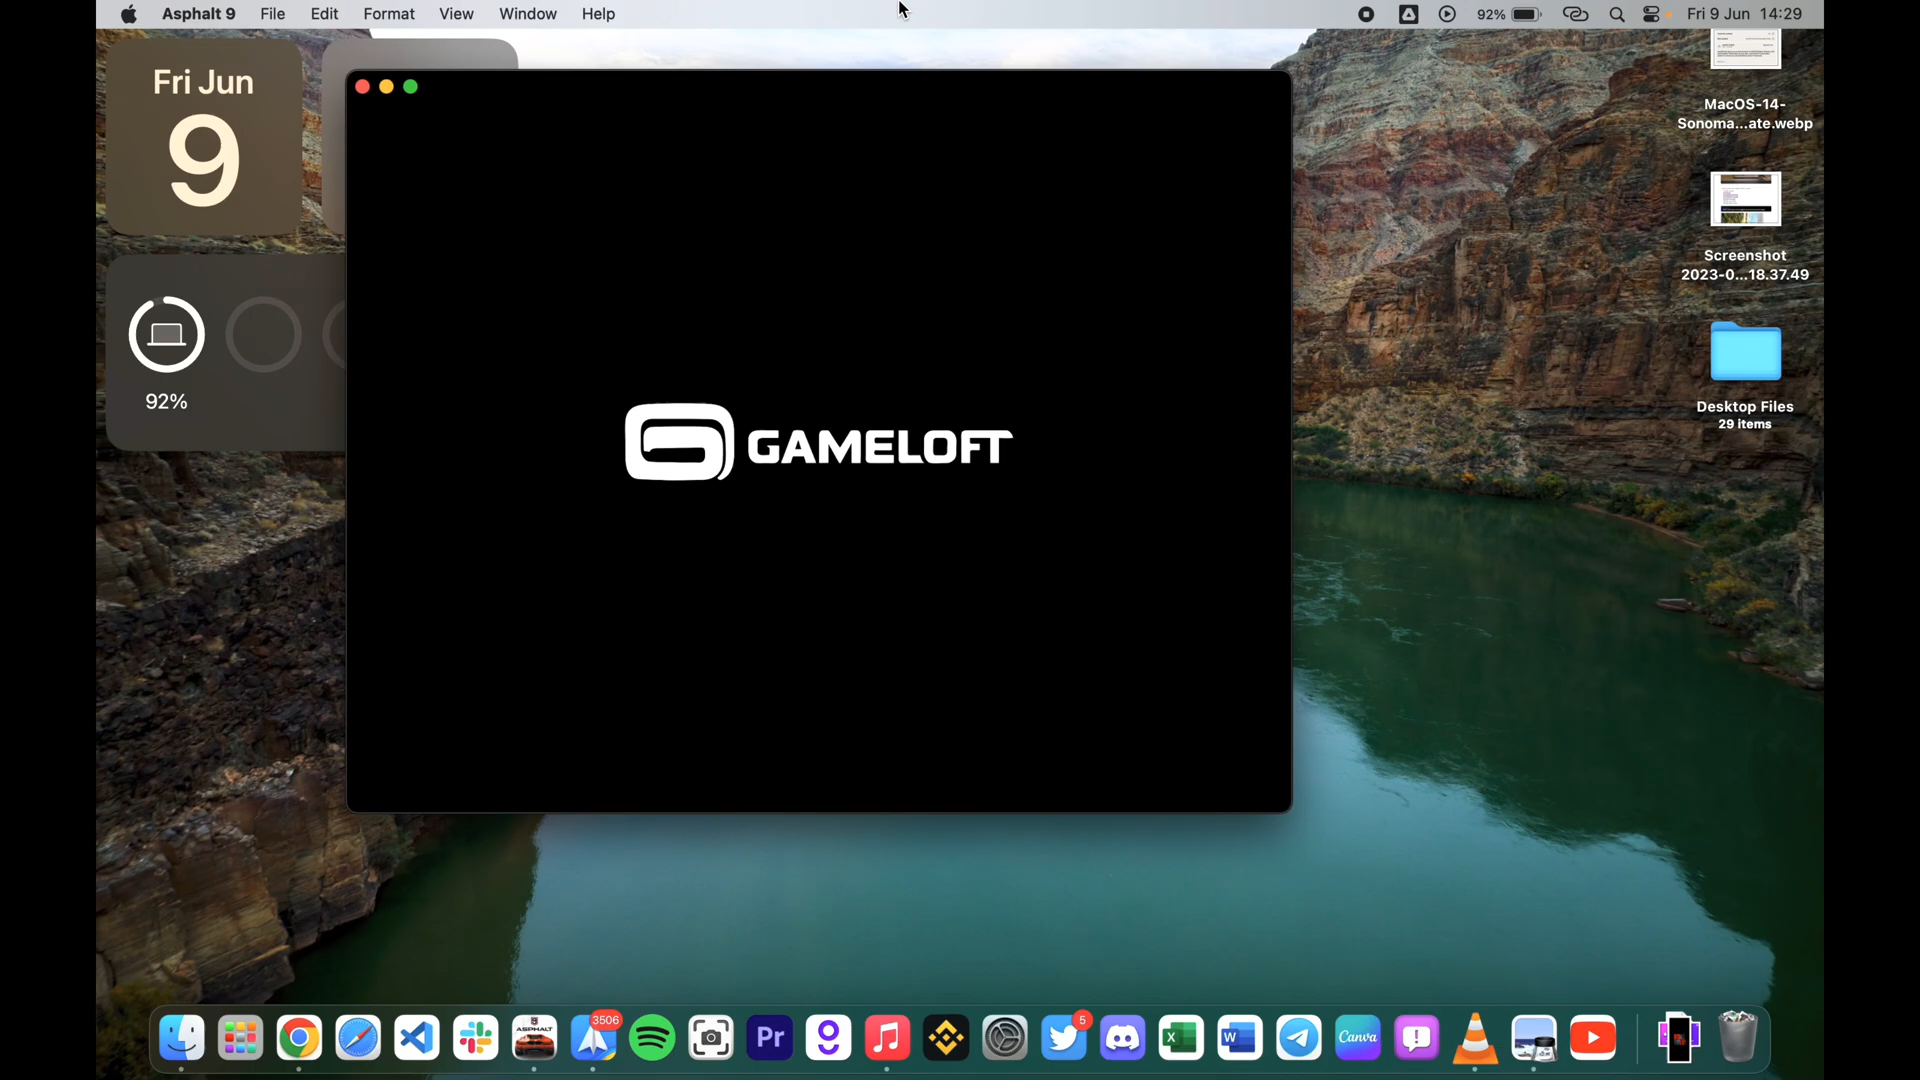 Asphalt 9 File Edit Format View Window Help
92% Fri 9 Jun 14:29
Fri Jun
9
92%
GAMELOFT
MacOS-14-
Sonoma...ate.webp
Screenshot
2023-0...18.37.49
Desktop Files
29 items
ASPHALT
3506
Pr
5
X
W
Canva